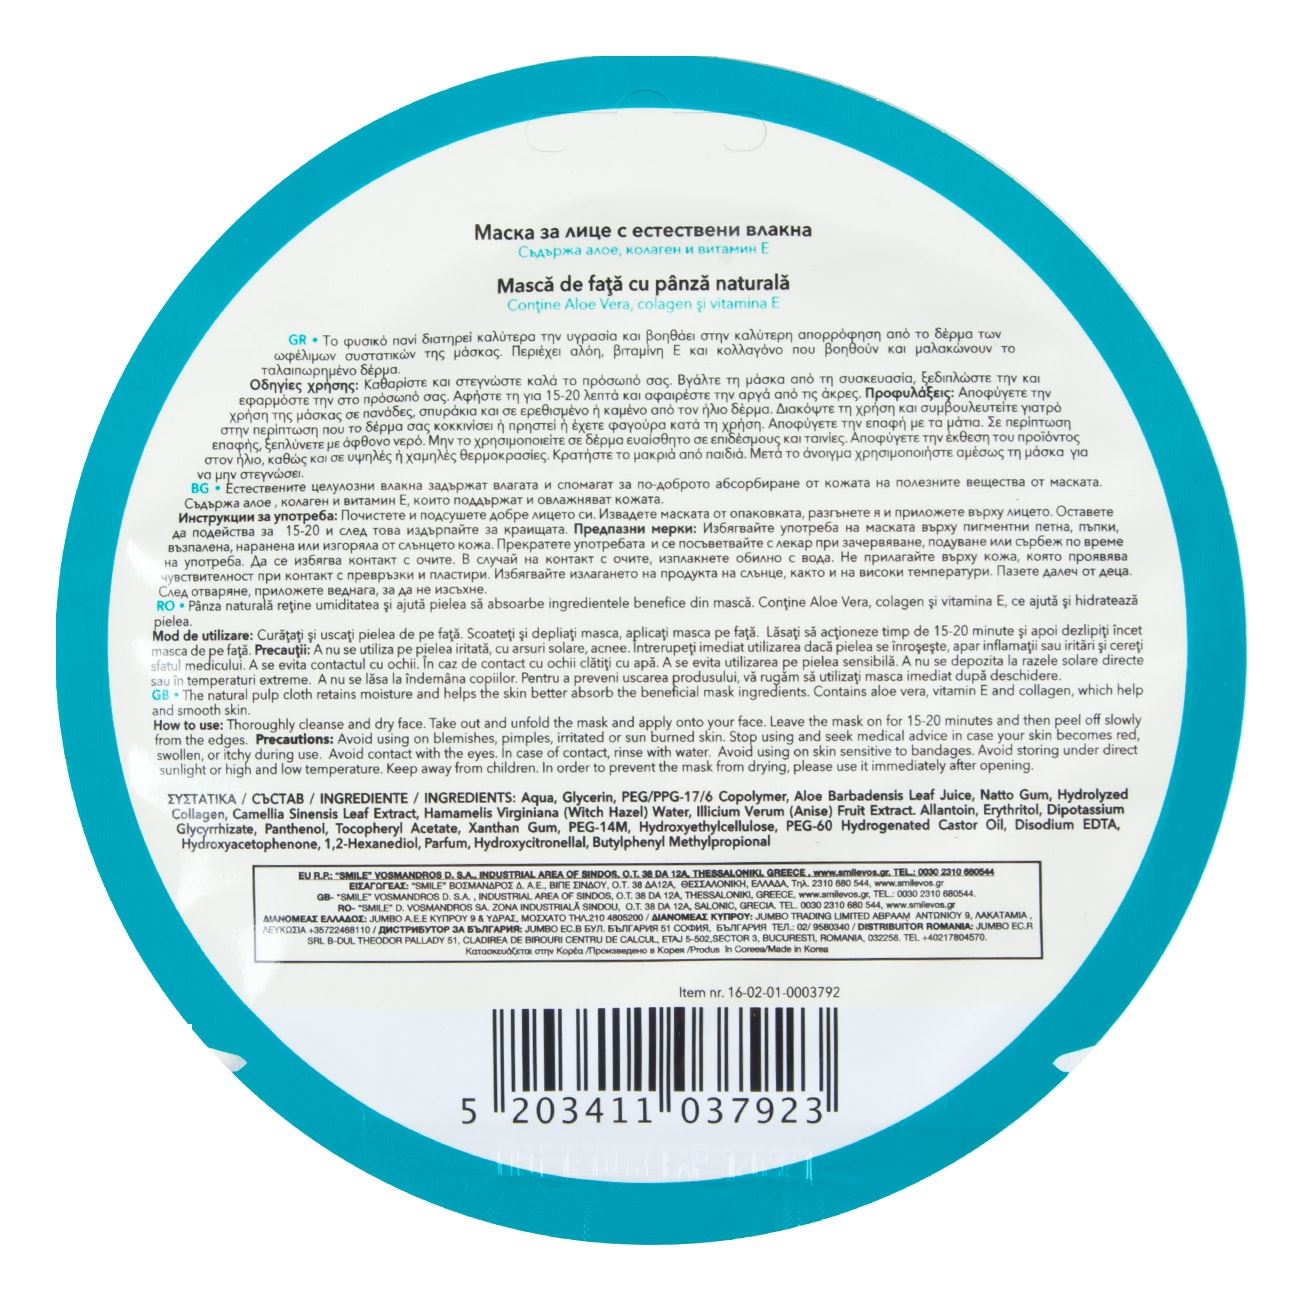 Маска за лице с естествени влакна
Съдържа алое, колаген и витамин Е
Mască de faţă cu pânză naturală
Conţine Aloe Vera, colagen şi vitamina E
GR • Το φυσικό πανί διατηρεί καλύτερα την υγρασία και βοηθάει στην καλύτερη απορρόφηση από το δέρμα των
ωφέλιμων συστατικών της μάσκας. Περιέχει αλόη, βιταμίνη Ε και κολλαγόνο που βοηθούν και μαλακώνουν το
ταλαιπωρημένο δέρμα.
Οδηγίες χρήσης: Καθαρίστε και στεγνώστε καλά το πρόσωπό σας. Βγάλτε τη μάσκα από τη συσκευασία, ξεδιπλώστε την και
εφαρμόστε την στο πρόσωπό σας. Αφήστε τη για 15-20 λεπτά και αφαιρέστε την αργά από τις άκρες. Προφυλάξεις: Αποφύγετε την
χρήση της μάσκας σε πανάδες, σπυράκια και σε ερεθισμένο ή καμένο από τον ήλιο δέρμα. Διακόψτε τη χρήση και συμβουλευτείτε γιατρό
στην περίπτωση που το δέρμα σας κοκκινίσει ή πρηστεί ή έχετε φαγούρα κατά τη χρήση. Αποφύγετε την επαφή με τα μάτια. Σε περίπτωση
επαφής, ξεπλύνετε με άφθονο νερό. Μην το χρησιμοποιείτε σε δέρμα ευαίσθητο σε επιδέσμους και ταινίες. Αποφύγετε την έκθεση του προϊόντος
στον ήλιο, καθώς και σε υψηλές ή χαμηλές θερμοκρασίες. Κρατήστε το μακριά από παιδιά. Μετά το άνοιγμα χρησιμοποιήστε αμέσως τη μάσκα για
να μην στεγνώσει.
BG • Естествените целулозни влакна задържат влагата и спомагат за по-доброто абсорбиране от кожата на полезните вещества от маската.
Съдържа алое , колаген и витамин Е, които поддържат и овлажняват кожата.
Инструкции за употреба: Почистете и подсушете добре лицето си. Извадете маската от опаковката, разгънете я и приложете върху лицето. Оставете
да подейства за 15-20 и след това издърпайте за краищата. Предпазни мерки: Избягвайте употреба на маската върху пигментни петна, пъпки,
възпалена, наранена или изгоряла от слънцето кожа. Прекратете употребата и се посъветвайте с лекар при зачервяване, подуване или сърбеж по време
на употреба. Да се избягва контакт с очите. В случай на контакт с очите, изплакнете обилно с вода. Не прилагайте върху кожа, която проявява
чувствителност при контакт с превръзки и пластири. Избягвайте излагането на продукта на слънце, както и на високи температури. Пазете далеч от деца.
След отваряне, приложете веднага, за да не изсъхне.
RO • Pânza naturală reţine umiditatea şi ajută pielea să absoarbe ingredientele benefice din mască. Conţine Aloe Vera, colagen şi vitamina E, ce ajută şi hidratează
pielea.
Mod de utilizare: Curăţaţi şi uscaţi pielea de pe faţă. Scoateţi şi depliaţi masca, aplicaţi masca pe faţă. Lăsaţi să acţioneze timp de 15-20 minute şi apoi dezlipiţi încet
masca de pe faţă. Precauţii: A nu se utiliza pe pielea iritată, cu arsuri solare, acnee. Intrerupeţi imediat utilizarea dacă pielea se înroşeşte, apar inflamaţii sau iritări şi cereţi
sfatul medicului. A se evita contactul cu ochii. În caz de contact cu ochii clătiţi cu apă. A se evita utilizarea pe pielea sensibilă. A nu se depozita la razele solare directe
sau în temperaturi extreme. A nu se lăsa la îndemâna copiilor. Pentru a preveni uscarea produsului, vă rugăm să utilizaţi masca imediat după deschidere.
GB • The natural pulp cloth retains moisture and helps the skin better absorb the beneficial mask ingredients. Contains aloe vera, vitamin E and collagen, which help
and smooth skin.
How to use: Thoroughly cleanse and dry face. Take out and unfold the mask and apply onto your face. Leave the mask on for 15-20 minutes and then peel off slowly
from the edges. Precautions: Avoid using on blemishes, pimples, irritated or sun burned skin. Stop using and seek medical advice in case your skin becomes red,
swollen, or itchy during use. Avoid contact with the eyes. In case of contact, rinse with water. Avoid using on skin sensitive to bandages. Avoid storing under direct
sunlight or high and low temperature. Keep away from children. In order to prevent the mask from drying, please use it immediately after opening.
ΣΥΣΤΑΤΙΚΑ / СЪСТАВ / INGREDIENTE / INGREDIENTS: Aqua, Glycerin, PEG/PPG-17/6 Copolymer, Aloe Barbadensis Leaf Juice, Natto Gum, Hydrolyzed
Collagen, Camellia Sinensis Leaf Extract, Hamamelis Virginiana (Witch Hazel) Water, Illicium Verum (Anise) Fruit Extract. Allantoin, Erythritol, Dipotassium
Glycyrrhizate, Panthenol, Tocopheryl Acetate, Xanthan Gum, PEG-14M, Hydroxyethylcellulose, PEG-60 Hydrogenated Castor Oil, Disodium EDTA,
Hydroxyacetophenone, 1,2-Hexanediol, Parfum, Hydroxycitronellal, Butylphenyl Methylpropional
EU R.P.: "SMILE" VOSMANDROS D. S.A., INDUSTRIAL AREA OF SINDOS, O.T. 38 DA 12A, THESSALONIKI, GREECE , www.smilevos.gr, TEL.: 0030 2310 680544
ΕΙΣΑΓΩΓΕΑΣ: "SMILE" ΒΟΣΜΑΝΔΡΟΣ Δ. Α.Ε., ΒΙΠΕ ΣΙΝΔΟΥ, Ο.Τ. 38 ΔΑ12Α, ΘΕΣΣΑΛΟΝΙΚΗ, ΕΛΛΑΔΑ, Τηλ. 2310 680 544, www.smilevos.gr
GB- "SMILE" VOSMANDROS D. S.A. , INDUSTRIAL AREA OF SINDOS, O.T. 38 DA 12A, THESSALONIKI, GREECE, www.smilevos.gr, TEL.: 0030 2310 680544.
RO- "SMILE" D. VOSMANDROS SA. ZONA INDUSTRIALĂ SINDOU, O.T. 38 DA 12A, SALONIC, GRECIA, TEL. 0030 2310 680 544, www.smilevos.gr
ΔΙΑΝΟΜΕΑΣ ΕΛΛΑΔΟΣ: JUMBO A.E.E ΚΥΠΡΟΥ 9 & ΥΔΡΑΣ, ΜΟΣΧΑΤΟ ΤΗΛ.210 4805200 / ΔΙΑΝΟΜΕΑΣ ΚΥΠΡΟΥ: JUMBO TRADING LIMITED ΑΒΡΑΑΜ ΑΝΤΩΝΙΟΥ 9, ΛΑΚΑΤΑΜΙΑ ,
ΛΕΥΚΩΣΙΑ +35722468110 / ДИСТРИБУТОР ЗА БЪЛГАРИЯ: JUMBO EC.B БУЛ. БЪЛГАРИЯ 51 СОФИЯ, БЪЛГАРИЯ ТЕЛ.: 02/ 9580340 / DISTRIBUTOR ROMANIA: JUMBO EC.R
SRL B-DUL THEODOR PALLADY 51, CLADIREA DE BIROURI CENTRU DE CALCUL, ETAJ 5-502,SECTOR 3, BUCURESTI, ROMANIA, 032258. TEL +40217804570.
Κατασκευάζεται στην Κορέα /Произведено в Корея /Produs In Coreea/Made in Korea
Item nr. 16-02-01-0003792
5 203411 037923